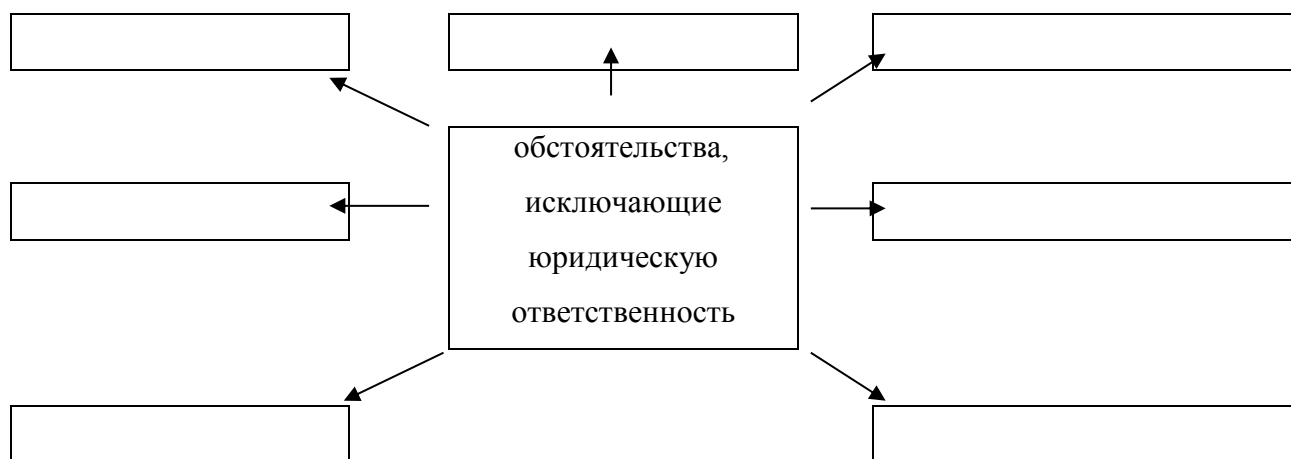 обстоятельства,
исключающие
юридическую
ответственность